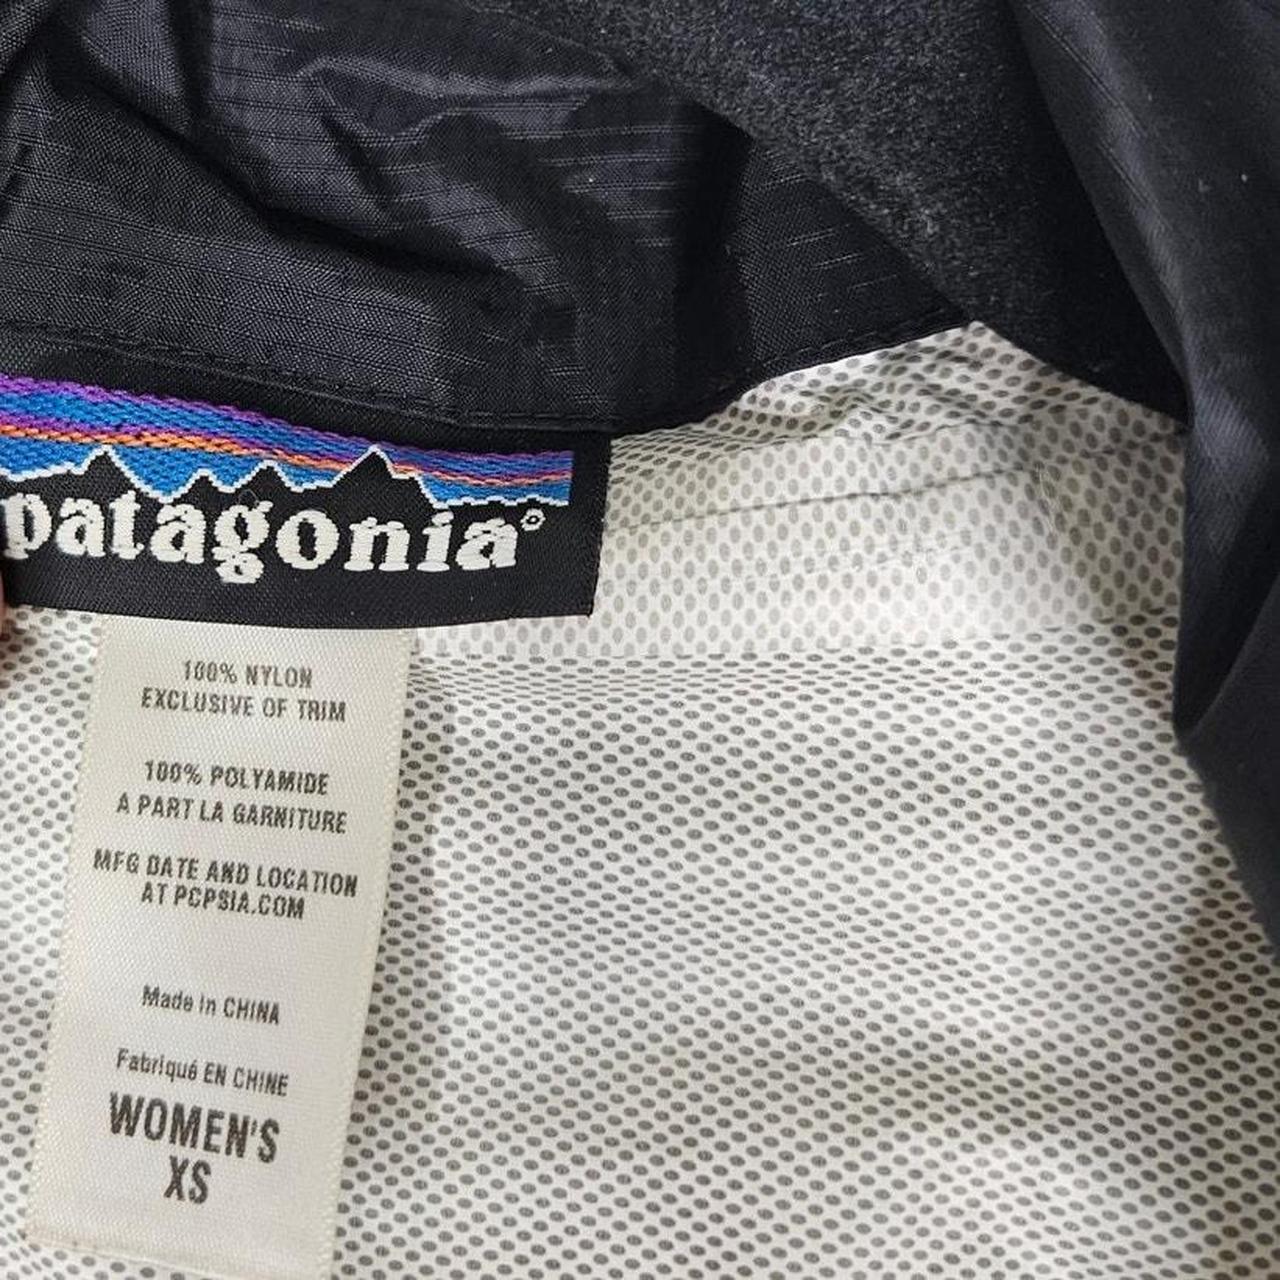 patagonia®
100% NYLON
EXCLUSIVE OF TRIM
100% POLYAMIDE
A PART LA GARNITURE
MFG DATE AND LOCATION
AT PCPSIA.COM
Made in CHINA
Fabriqué EN CHINE
WOMEN'S
XS